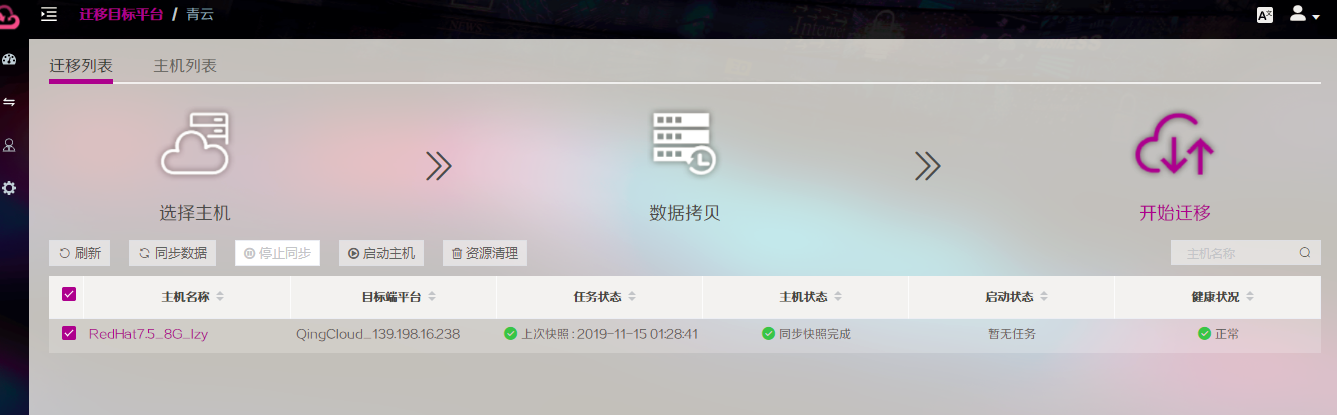 迁移目标平台 / 青云
迁移列表 主机列表
选择主机 数据拷贝 开始迁移
刷新 同步数据 停止同步 启动主机 资源清理 主机名称
主机名称 目标端平台 任务状态 主机状态 启动状态 健康状况
RedHat7.5_8G_lzy QingCloud_139.198.16.238 上次快照 : 2019-11-15 01:28:41 同步快照完成 暂无任务 正常